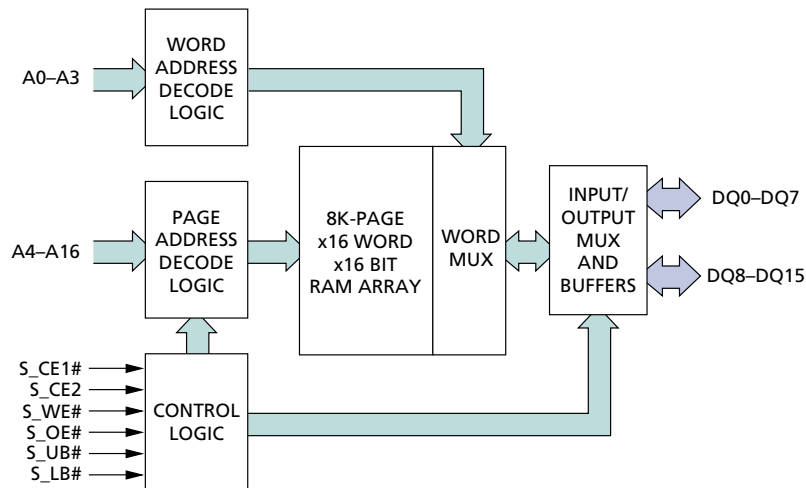 WORD
ADDRESS
DECODE
LOGIC
A0–A3
PAGE
ADDRESS
DECODE
LOGIC
A4–A16
8K-PAGE
x16 WORD
x16 BIT
RAM ARRAY
WORD
MUX
INPUT/
OUTPUT
MUX
AND
BUFFERS
DQ0–DQ7
DQ8–DQ15
S_CE1#
S_CE2
S_WE#
S_OE#
S_UB#
S_LB#
CONTROL
LOGIC